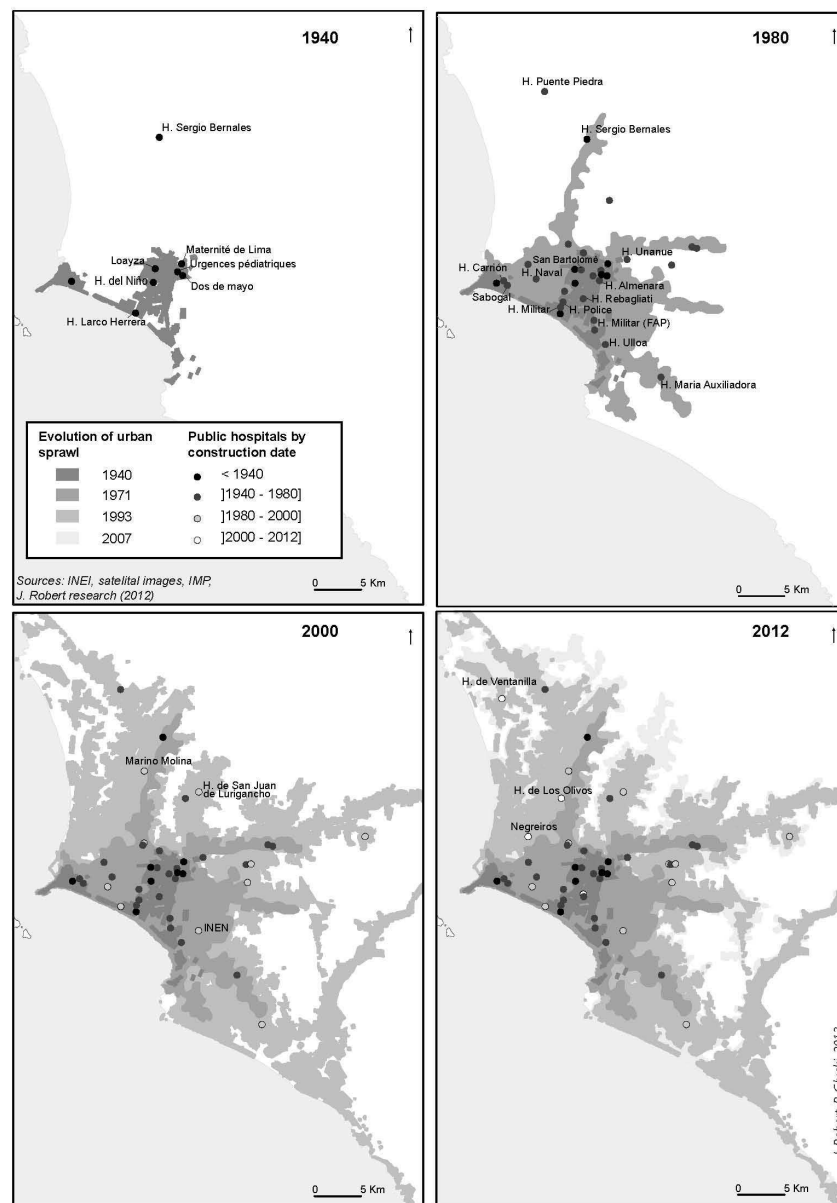 1940
H. Sergio Bernales
Maternité de Lima
Loayza
Urgences pédiatriques
H. del Niño
Dos de mayo
H. Larco Herrera
Evolution of urban
sprawl
1940
1971
1993
2007
Public hospitals by
construction date
< 1940
]1940 - 1980]
]1980 - 2000]
]2000 - 2012]
Sources: INEI, satelital images, IMP,
J. Robert research (2012)
0 5 Km
1980
H. Puente Piedra
H. Sergio Bernales
San Bartolomé
H. Unanue
H. Carnón
H. Naval
H. Almenara
Sabogal
H. Rebagliati
H. Militar
H. Police
H. Militar (FAP)
H. Ulloa
H. Maria Auxiliadora
0 5 Km
2000
Marino Molina
H. de San Juan
de Lurigancho
INEN
0 5 Km
2012
H. de Ventanilla
H. de Los Olivos
Negreiros
0 5 Km